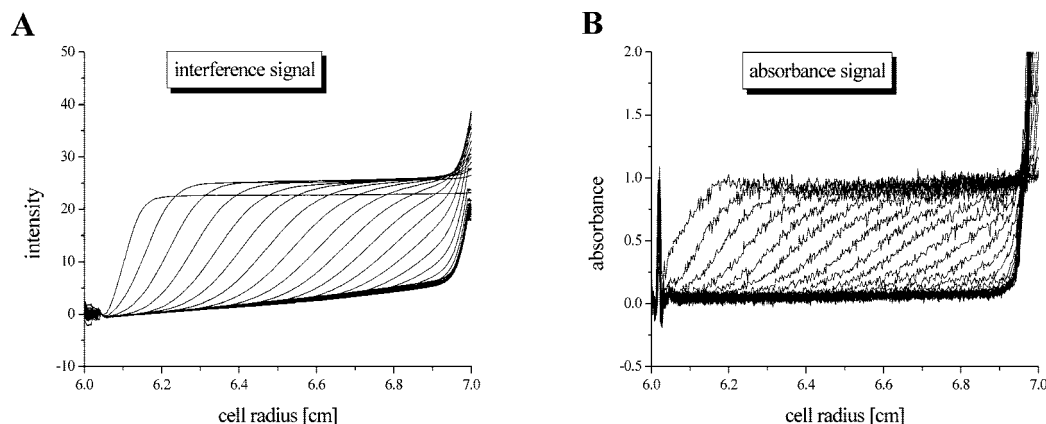 A
interference signal
50
40
30
20
10
0
-10
intensity
6.0 6.2 6.4 6.6 6.8 7.0
cell radius [cm]
B
absorbance signal
2.0
1.5
1.0
0.5
0.0
-0.5
absorbance
6.0 6.2 6.4 6.6 6.8 7.0
cell radius [cm]